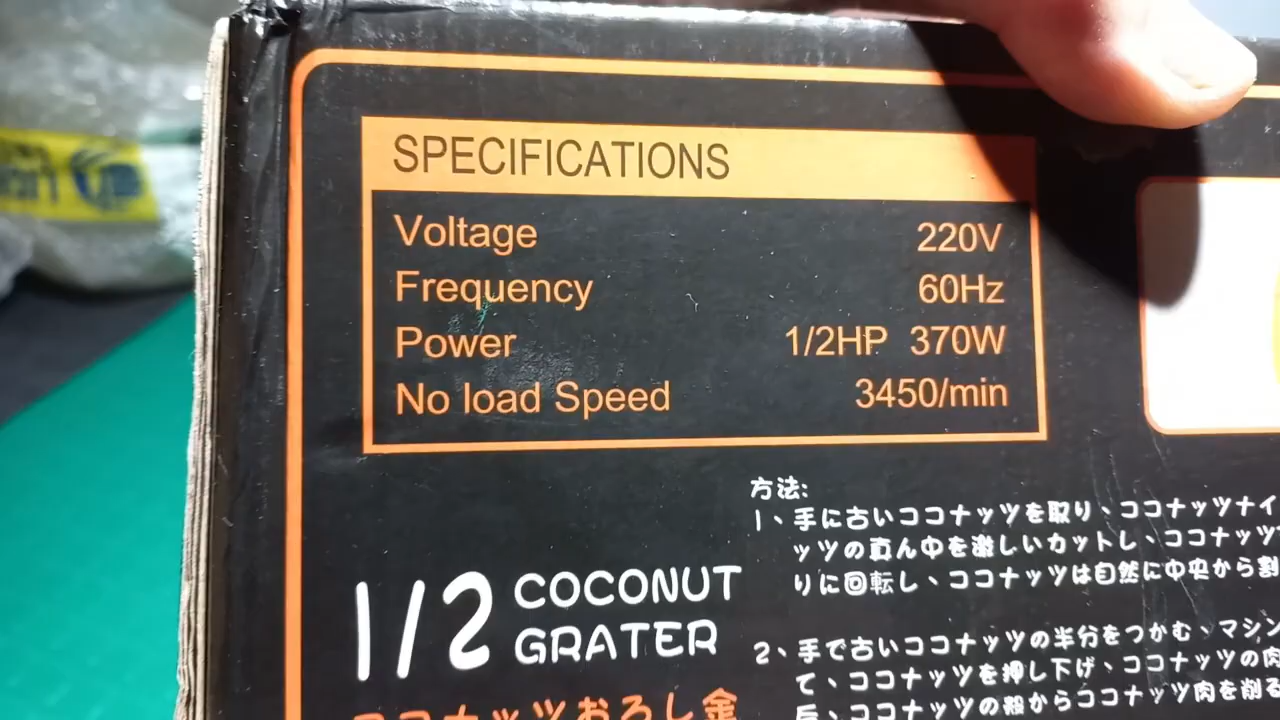 SPECIFICATIONS
Voltage 220V
Frequency 60Hz
Power 1/2HP 370W
No load Speed 3450/min
方法:
1、手に古いココナッツを取り、ココナッツナイ
ッツの真ん中を激しいカットし、ココナッツ
りに回転し、ココナッツは自然に中央から割
1/2 COCONUT
GRATER
2、手で古いココナッツの半分をつかむ、マシン
て、ココナッツを押し下げ、ココナッツの肉
后、ココナッツの殻からココナッツ肉を削る
ココナッツおろし金